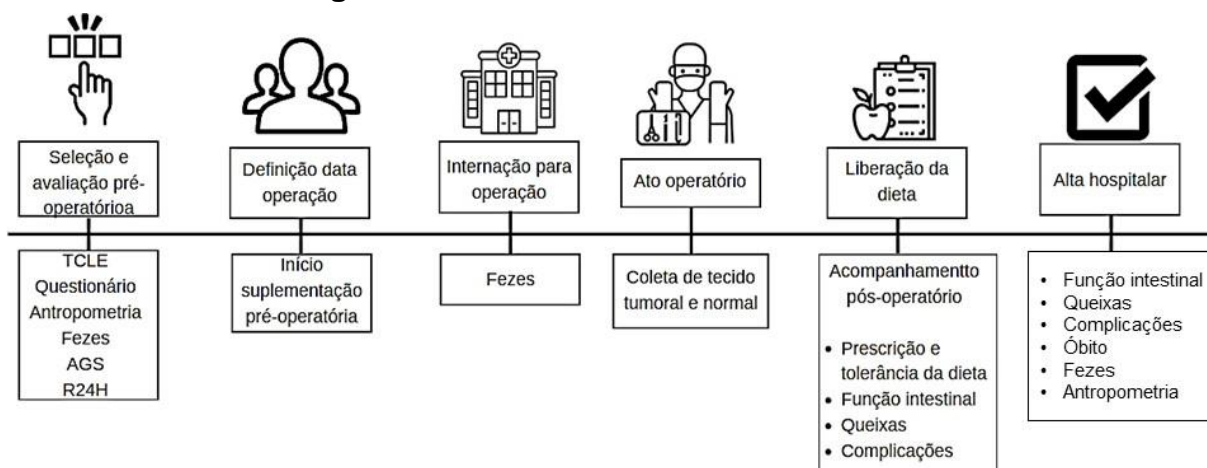 Seleção e
avaliação pré-
operatórioa
Definição data
operação
Internação para
operação
Ato operatório
Liberação da
dieta
Alta hospitalar
TCLE
Questionário
Antropometria
Fezes
AGS
R24H
Início
suplementação
pré-operatória
Fezes
Coleta de tecido
tumoral e normal
Acompanhamentto
pós-operatório
• Prescrição e
tolerância da dieta
• Função intestinal
• Queixas
• Complicações
• Função intestinal
• Queixas
• Complicações
• Óbito
• Fezes
• Antropometria